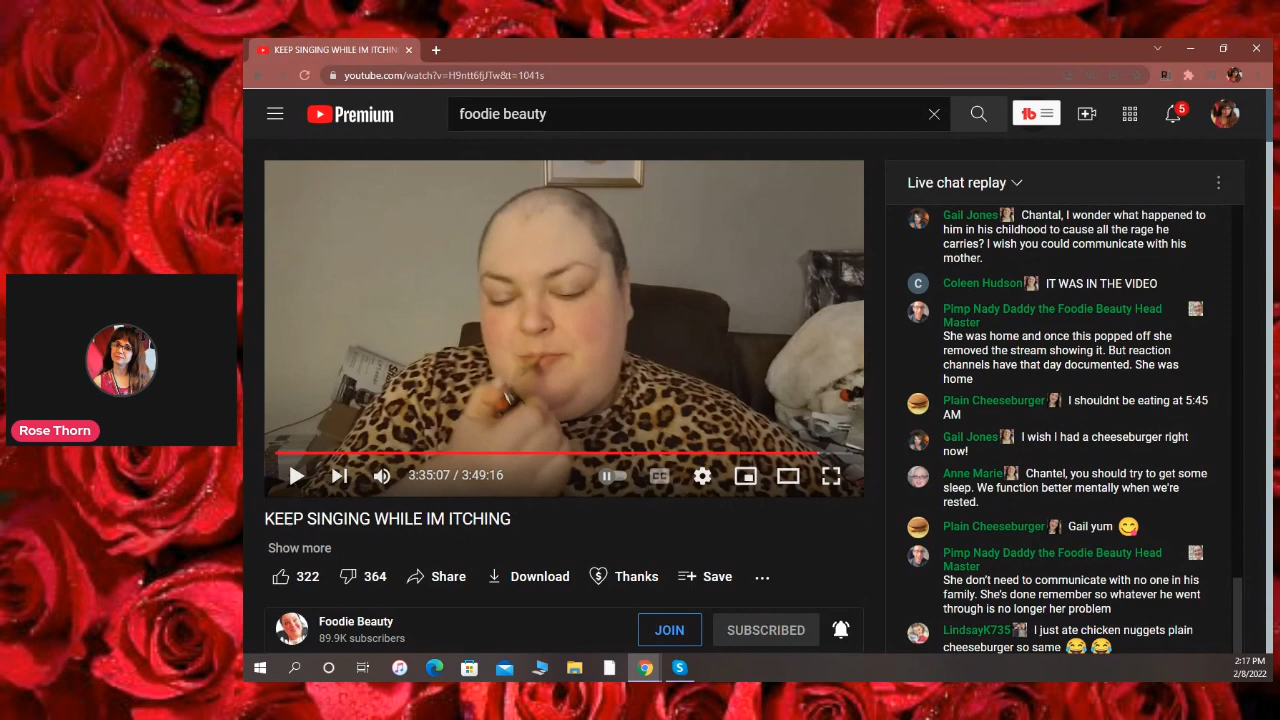 KEEP SINGING WHILE IM ITCHIN
youtube.com/watch?v=H9ntt6fjJTw&t=1041s
Premium
foodie beauty
tb
5
Live chat replay
Gail Jones Chantal, I wonder what happened to
him in his childhood to cause all the rage he
carries? I wish you could communicate with his
mother.
C Coleen Hudson IT WAS IN THE VIDEO
Pimp Nady Daddy the Foodie Beauty Head
Master
She was home and once this popped off she
removed the stream showing it. But reaction
channels have that day documented. She was
home
Plain Cheeseburger I shouldnt be eating at 5:45
AM
Gail Jones I wish I had a cheeseburger right
now!
Anne Marie Chantel, you should try to get some
sleep. We function better mentally when we're
rested.
Plain Cheeseburger Gail yum 😋
Pimp Nady Daddy the Foodie Beauty Head
Master
She don't need to communicate with no one in his
family. She's done remember so whatever he went
through is no longer her problem
LindsayK735 I just ate chicken nuggets plain
cheeseburger so same 😂😂
Rose Thorn
3:35:07 / 3:49:16
CC
KEEP SINGING WHILE IM ITCHING
Show more
322 364 Share Download Thanks Save
Foodie Beauty
89.9K subscribers
JOIN SUBSCRIBED
2:17 PM
2/8/2022